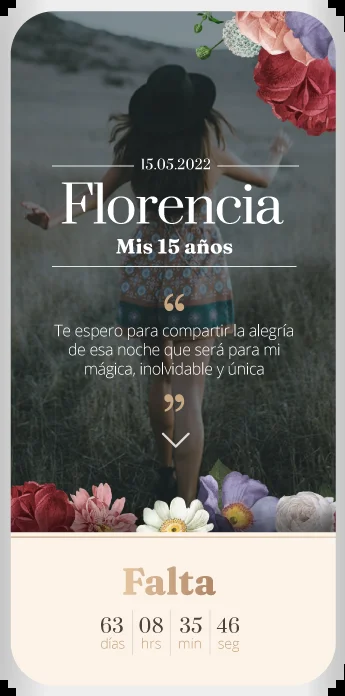 15.05.2022
Florencia
Mis 15 años
“
Te espero para compartir la alegría
de esa noche que será para mi
mágica, inolvidable y única
”
Falta
63 08 35 46
días hrs min seg